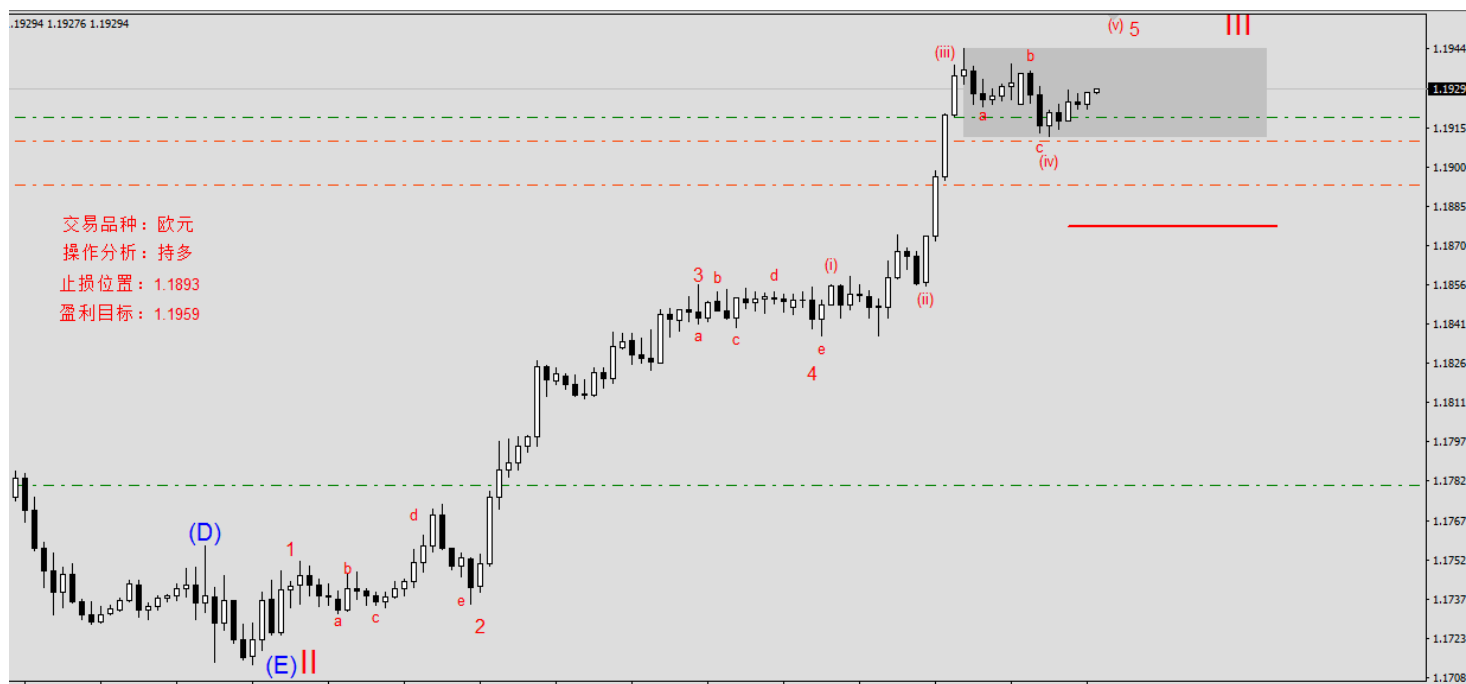 .19294 1.19276 1.19294
(v) 5 III
(iii) b
1.1944
1.1929
a
1.1915
c
(iv)
1.1900
交易品种：欧元
1.1885
操作分析：持多
1.1870
止损位置：1.1893
盈利目标：1.1959
3 b d (i)
(ii)
1.1856
a c e
1.1841
4
1.1826
1.1811
1.1797
1.1782
d
1.1767
(D) 1 b
1.1752
a c e 2
1.1737
1.1723
(E) II
1.1708